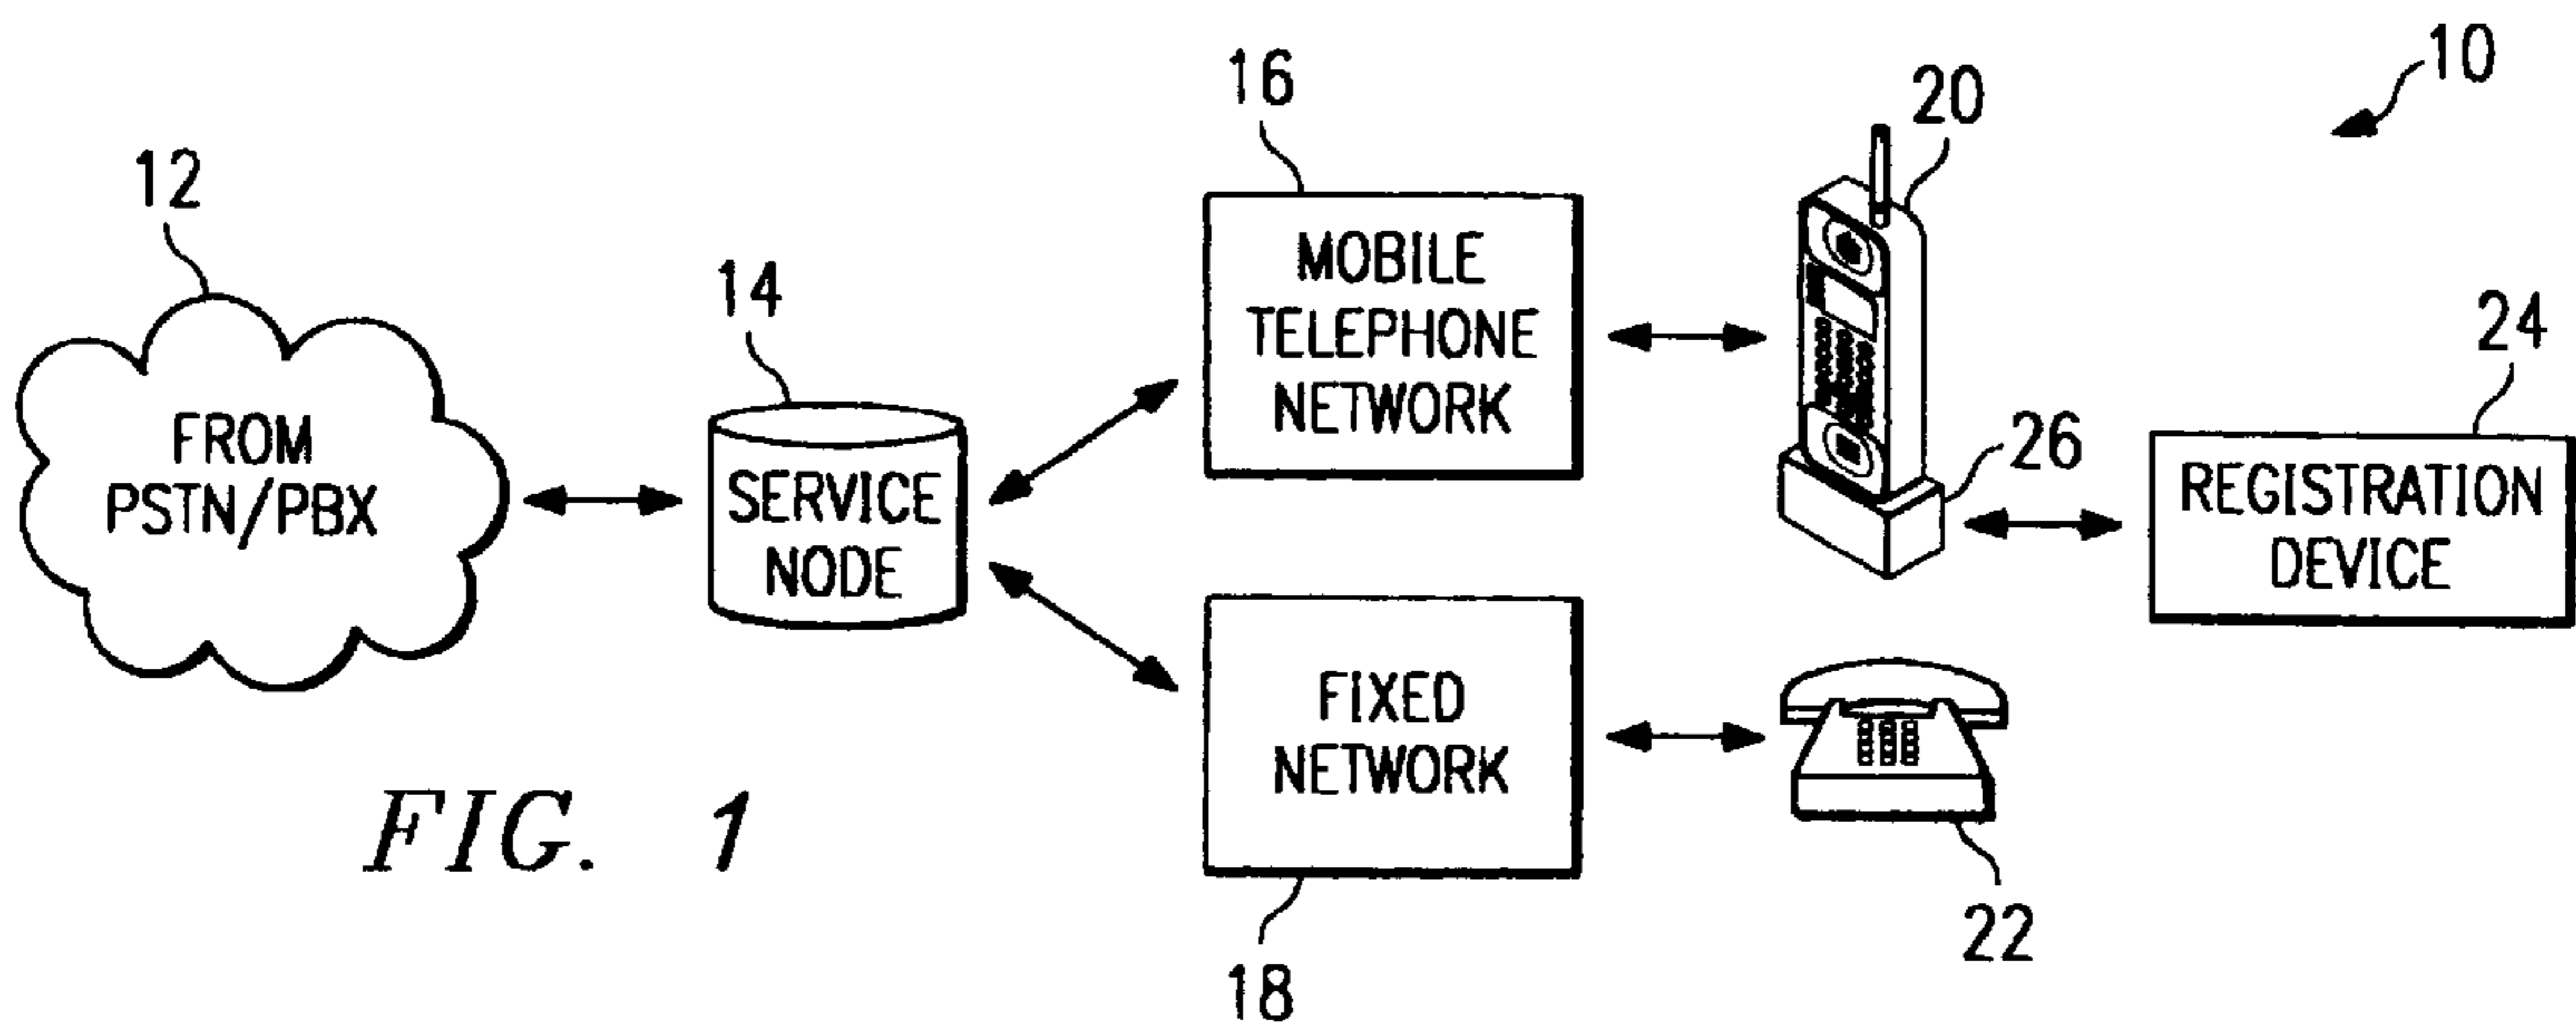 10
12
FROM
PSTN/PBX
14
SERVICE
NODE
16
MOBILE
TELEPHONE
NETWORK
20
26
24
REGISTRATION
DEVICE
FIXED
NETWORK
18
22
FIG. 1